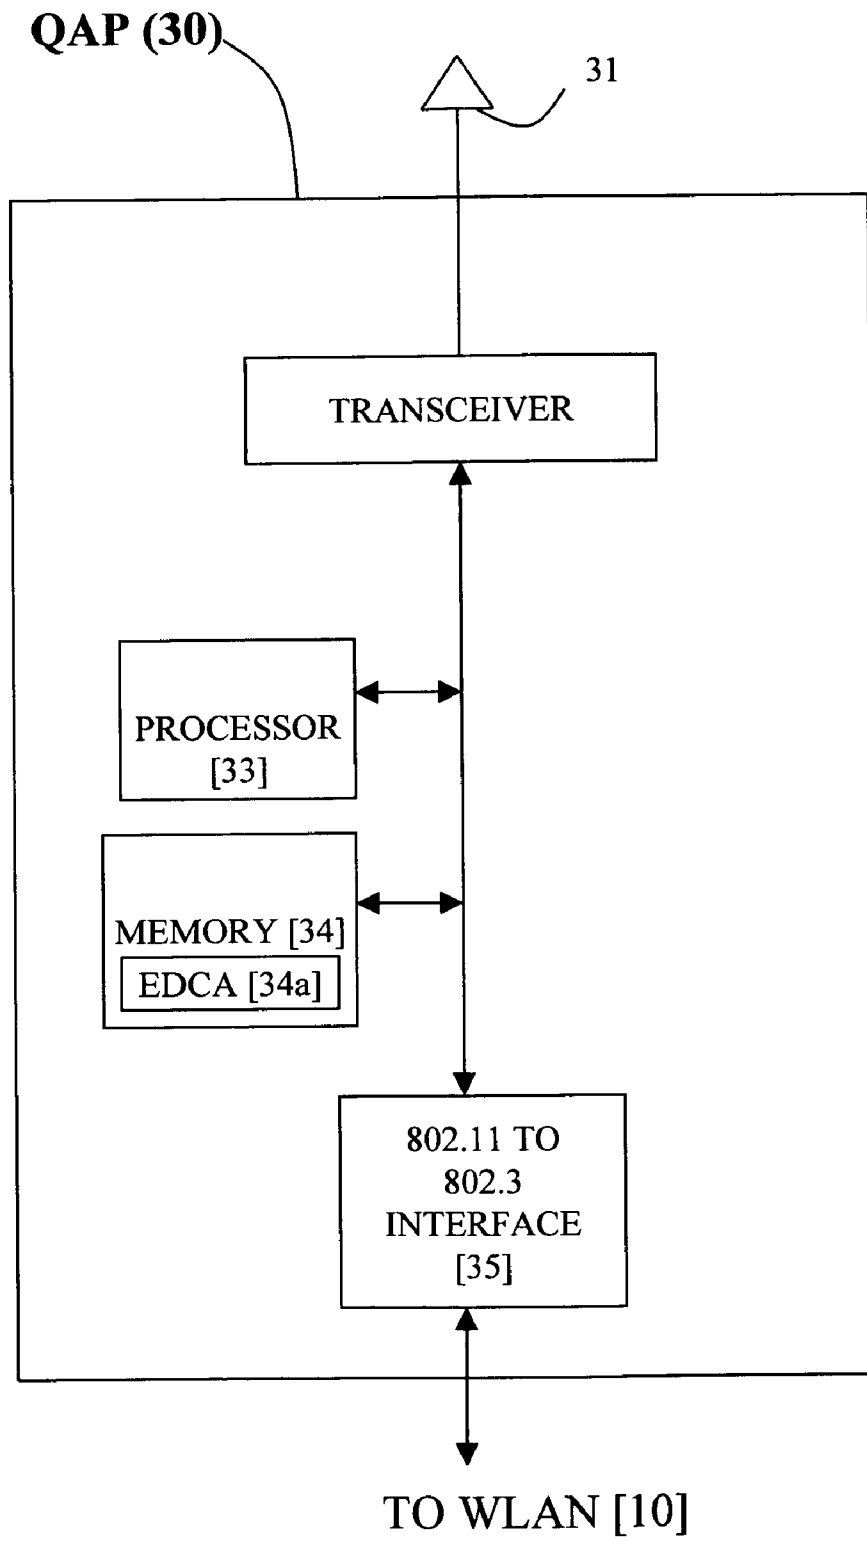 QAP (30)
31
TRANSCEIVER
PROCESSOR
[33]
MEMORY [34]
EDCA [34a]
802.11 TO
802.3
INTERFACE
[35]
TO WLAN [10]